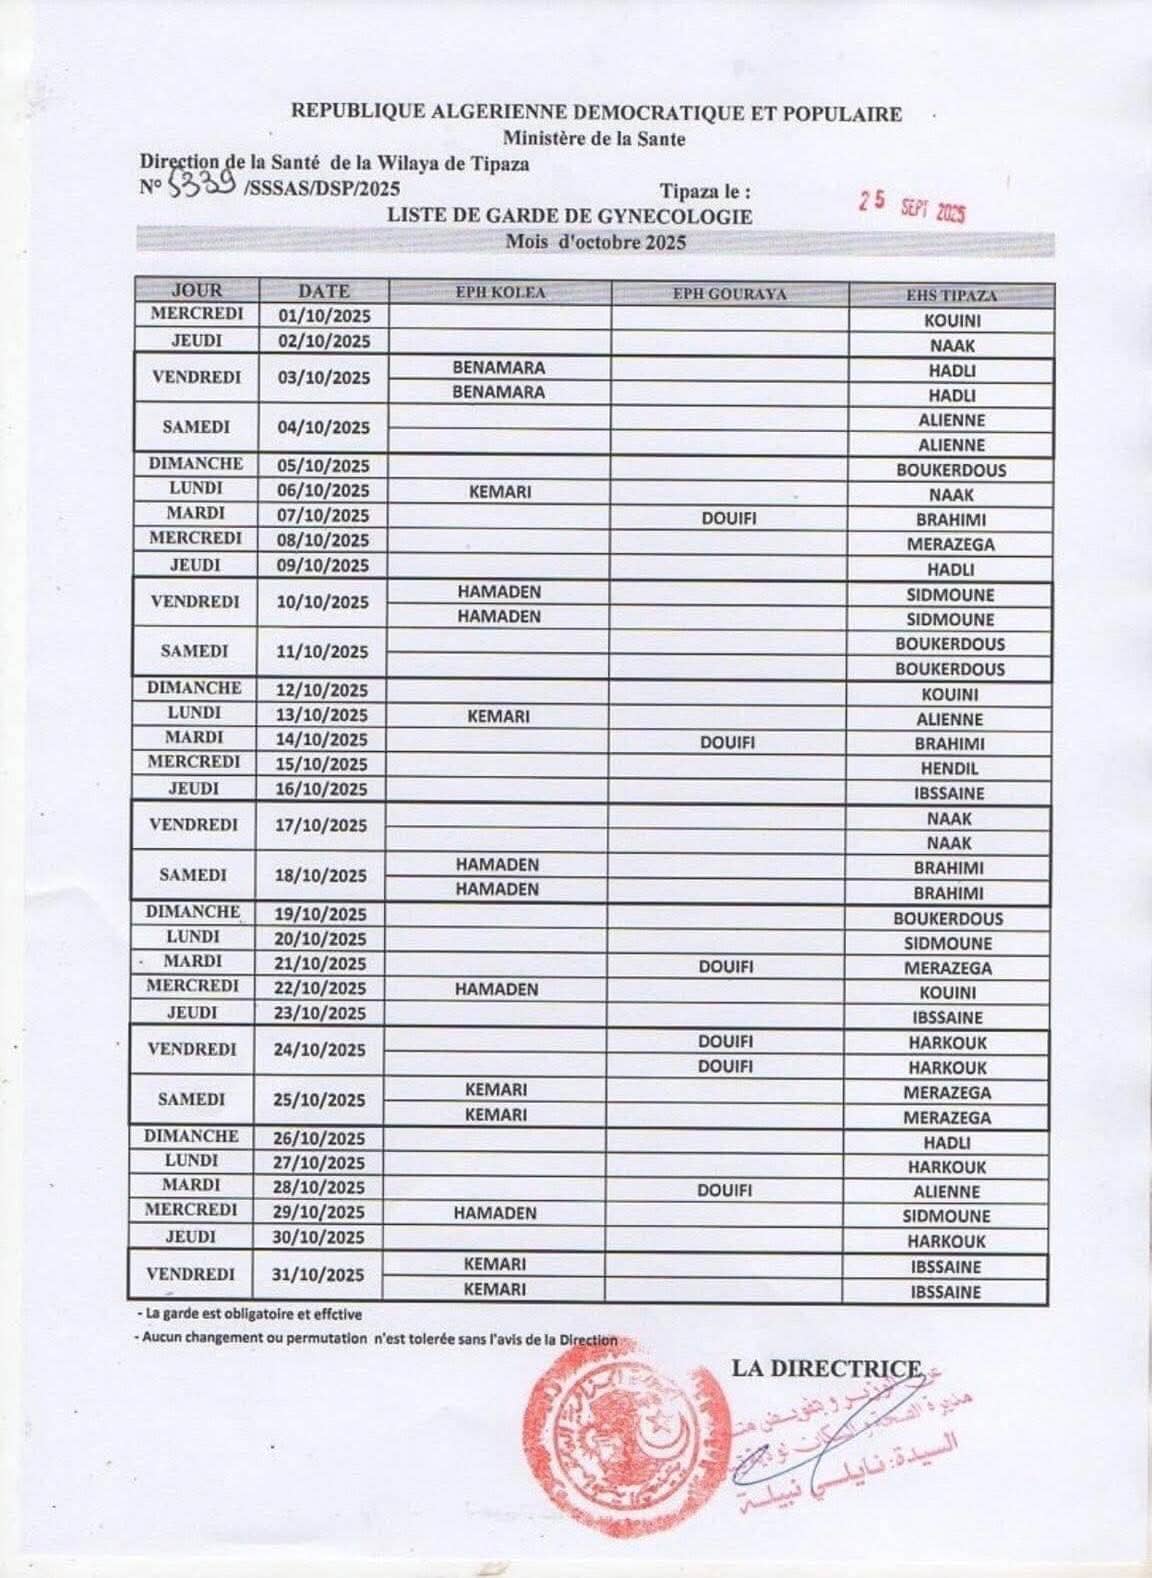 REPUBLIQUE ALGERIENNE DEMOCRATIQUE ET POPULAIRE
Ministère de la Sante
Direction de la Santé de la Wilaya de Tipaza
N° 5339 /SSSAS/DSP/2025 Tipaza le : 25 SEPT 2025
LISTE DE GARDE DE GYNECOLOGIE
Mois d'octobre 2025
JOUR DATE EPH KOLEA EPH GOURAYA EHS TIPAZA
MERCREDI 01/10/2025 KOUINI
JEUDI 02/10/2025 NAAK
VENDREDI 03/10/2025 BENAMARA HADLI
BENAMARA HADLI
SAMEDI 04/10/2025 ALIENNE
ALIENNE
DIMANCHE 05/10/2025 BOUKERDOUS
LUNDI 06/10/2025 KEMARI NAAK
MARDI 07/10/2025 DOUIFI BRAHIMI
MERCREDI 08/10/2025 MERAZEGA
JEUDI 09/10/2025 HADLI
VENDREDI 10/10/2025 HAMADEN SIDMOUNE
HAMADEN SIDMOUNE
SAMEDI 11/10/2025 BOUKERDOUS
BOUKERDOUS
DIMANCHE 12/10/2025 KOUINI
LUNDI 13/10/2025 KEMARI ALIENNE
MARDI 14/10/2025 DOUIFI BRAHIMI
MERCREDI 15/10/2025 HENDIL
JEUDI 16/10/2025 IBSSAINE
VENDREDI 17/10/2025 NAAK
NAAK
SAMEDI 18/10/2025 HAMADEN BRAHIMI
HAMADEN BRAHIMI
DIMANCHE 19/10/2025 BOUKERDOUS
LUNDI 20/10/2025 SIDMOUNE
MARDI 21/10/2025 DOUIFI MERAZEGA
MERCREDI 22/10/2025 HAMADEN KOUINI
JEUDI 23/10/2025 IBSSAINE
VENDREDI 24/10/2025 DOUIFI HARKOUK
DOUIFI HARKOUK
SAMEDI 25/10/2025 KEMARI MERAZEGA
KEMARI MERAZEGA
DIMANCHE 26/10/2025 HADLI
LUNDI 27/10/2025 HARKOUK
MARDI 28/10/2025 DOUIFI ALIENNE
MERCREDI 29/10/2025 HAMADEN SIDMOUNE
JEUDI 30/10/2025 HARKOUK
VENDREDI 31/10/2025 KEMARI IBSSAINE
KEMARI IBSSAINE
- La garde est obligatoire et effctive
- Aucun changement ou permutation n'est tolerée sans l'avis de la Direction
LA DIRECTRICE
عن الوزير و بتفويض منه
مديرة الصحة و السكان
السيدة: نايلي نبيلة